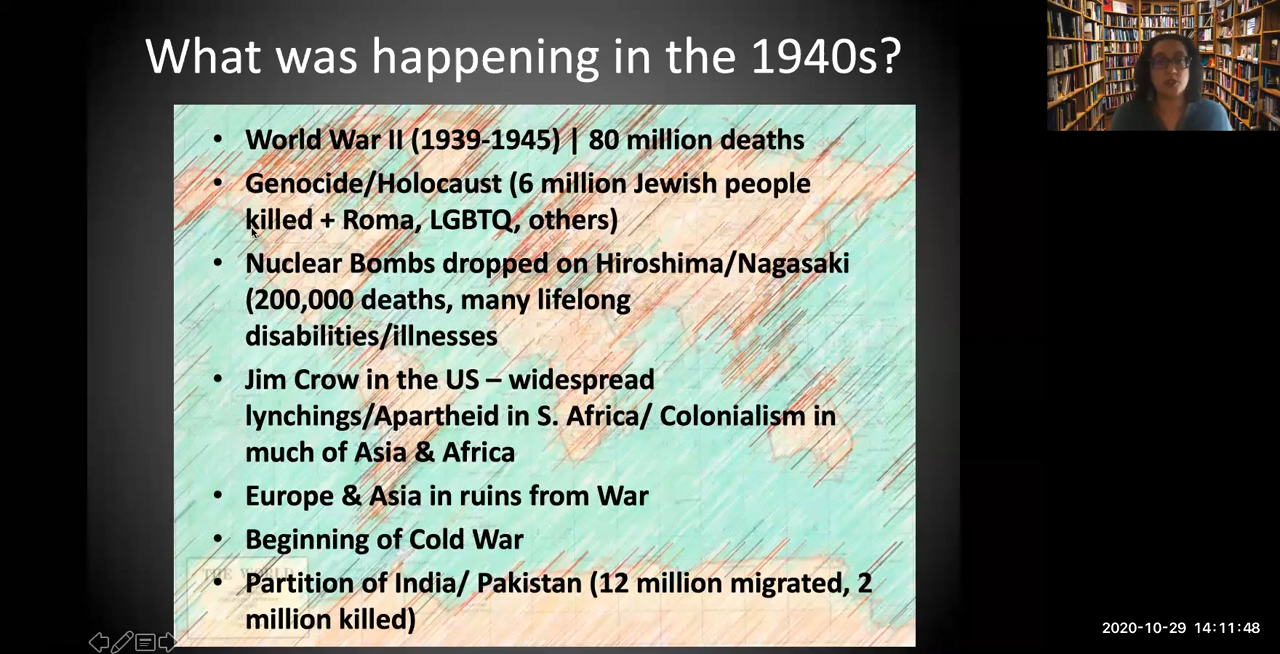 What was happening in the 1940s?
• World War II (1939-1945) | 80 million deaths
• Genocide/Holocaust (6 million Jewish people
killed + Roma, LGBTQ, others)
• Nuclear Bombs dropped on Hiroshima/Nagasaki
(200,000 deaths, many lifelong
disabilities/illnesses
• Jim Crow in the US – widespread
lynchings/Apartheid in S. Africa/ Colonialism in
much of Asia & Africa
• Europe & Asia in ruins from War
• Beginning of Cold War
THE WORLD
• Partition of India/ Pakistan (12 million migrated, 2
million killed)
2020-10-29 14:11:48